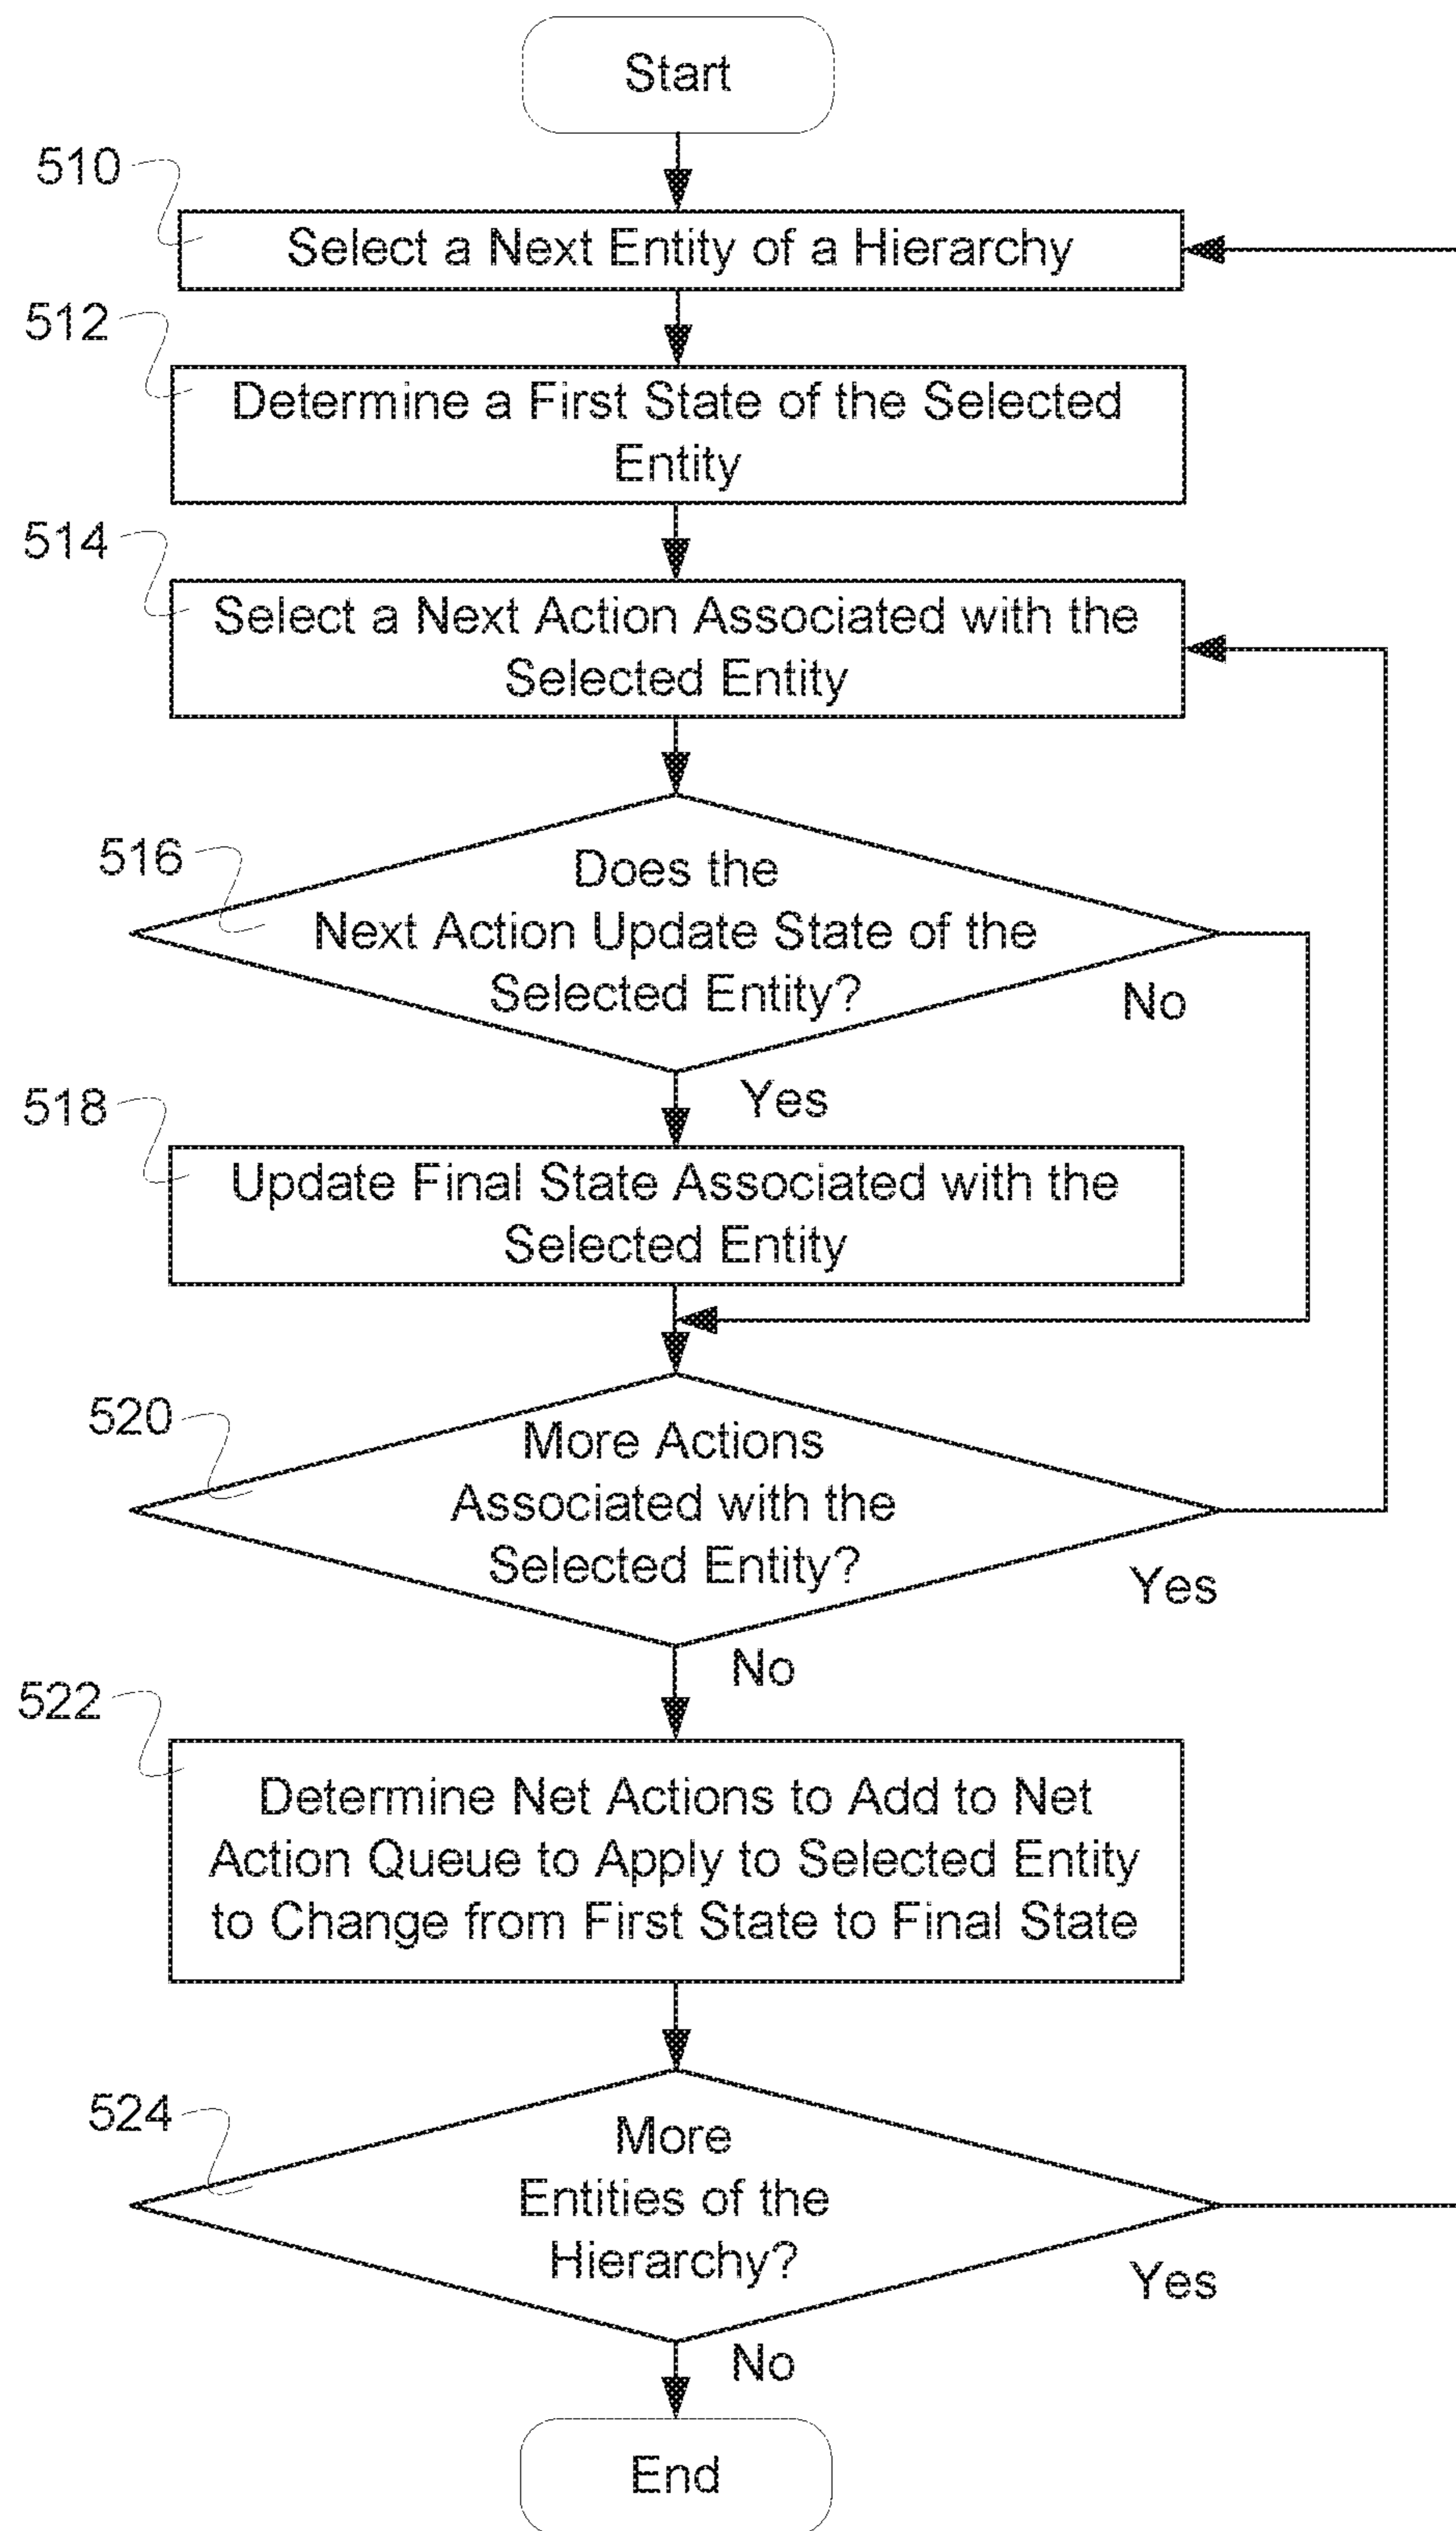 Start
510
Select a Next Entity of a Hierarchy
512
Determine a First State of the Selected
Entity
514
Select a Next Action Associated with the
Selected Entity
516
Does the
Next Action Update State of the
Selected Entity?
No
Yes
518
Update Final State Associated with the
Selected Entity
520
More Actions
Associated with the
Selected Entity?
Yes
No
522
Determine Net Actions to Add to Net
Action Queue to Apply to Selected Entity
to Change from First State to Final State
524
More
Entities of the
Hierarchy?
Yes
No
End